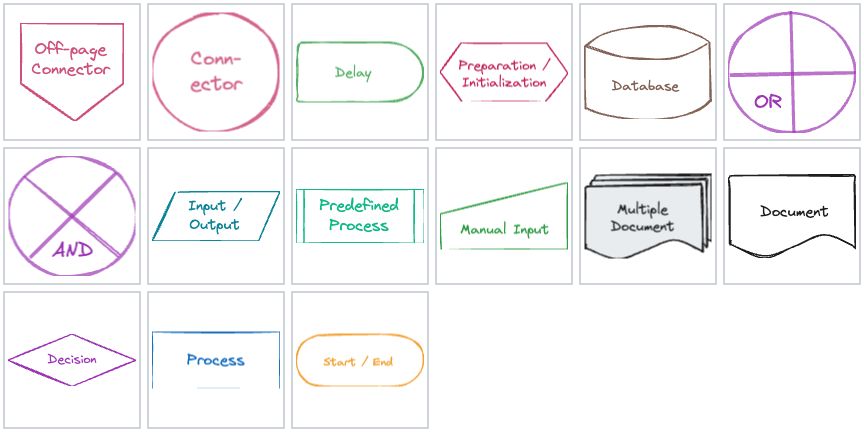 Off-page
Connector
Conn-
ector
Delay
Preparation /
Initialization
Database
OR
AND
Input /
Output
Predefined
Process
Manual Input
Multiple
Document
Document
Decision
Process
Start / End